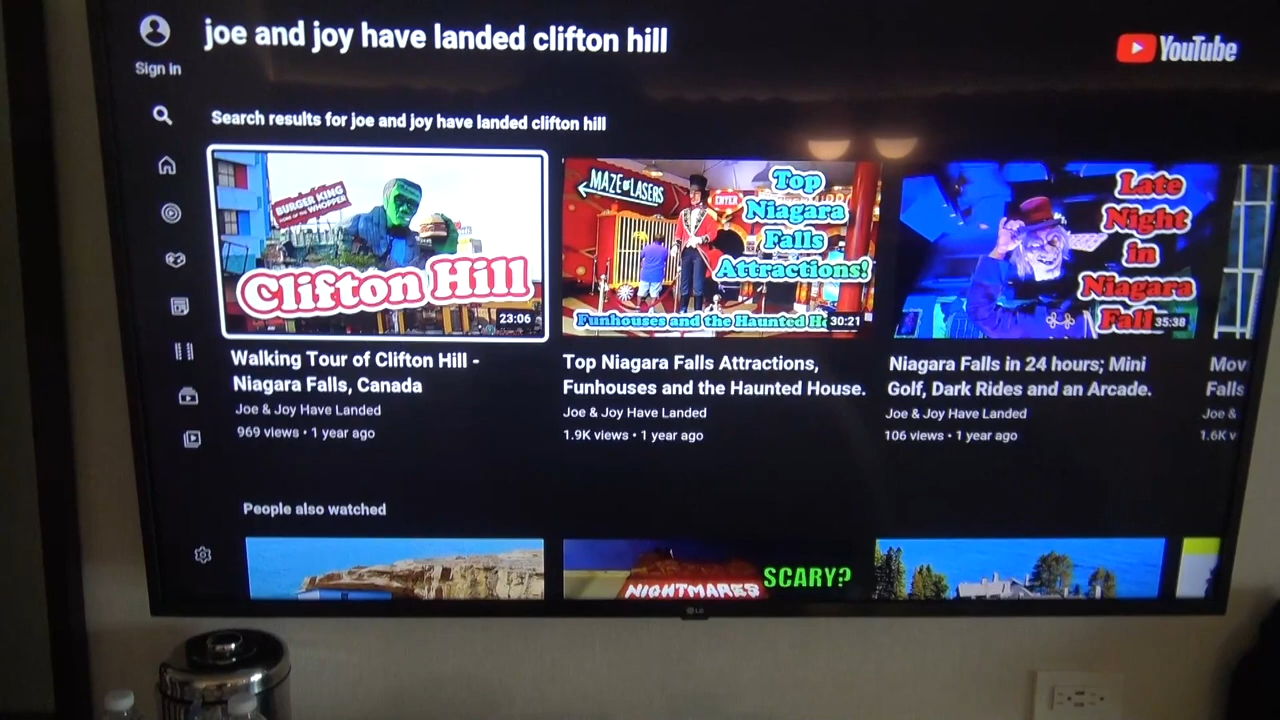 joe and joy have landed clifton hill
YouTube
Sign in
Search results for joe and joy have landed clifton hill
BURGER KING
HOME OF THE WHOPPER
Clifton Hill
23:06
MAZE OF LASERS
ENTER
Top
Niagara
Falls
Attractions!
Funhouses and the Haunted Ho
30:21
Late
Night
in
Niagara
Fall
35:38
Walking Tour of Clifton Hill -
Niagara Falls, Canada
Joe & Joy Have Landed
969 views • 1 year ago
Top Niagara Falls Attractions,
Funhouses and the Haunted House.
Joe & Joy Have Landed
1.9K views • 1 year ago
Niagara Falls in 24 hours; Mini
Golf, Dark Rides and an Arcade.
Joe & Joy Have Landed
106 views • 1 year ago
Mov
Falls
Joe &
1.6K v
People also watched
NIGHTMARES
SCARY?
LG